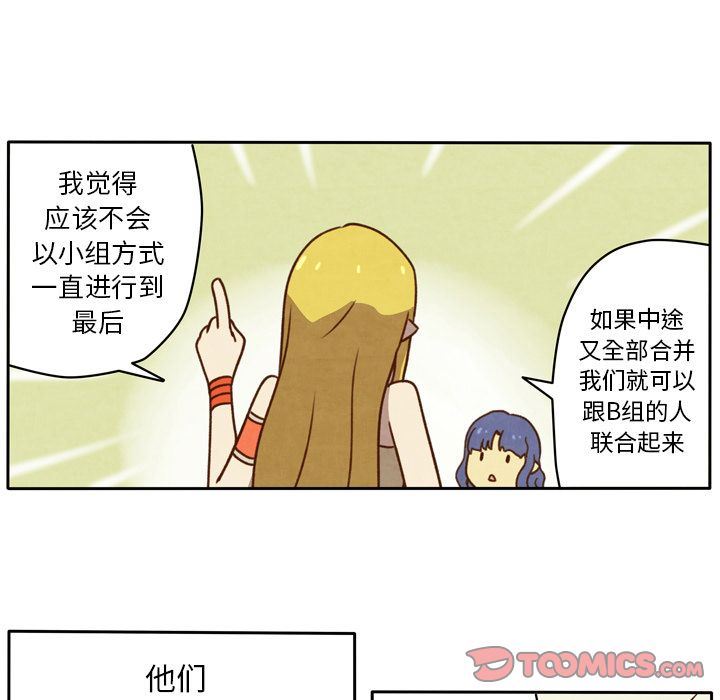 我觉得
应该不会
以小组方式
一直进行到
最后
如果中途
又全部合并
我们就可以
跟B组的人
联合起来
他们
TOOMICS.COM